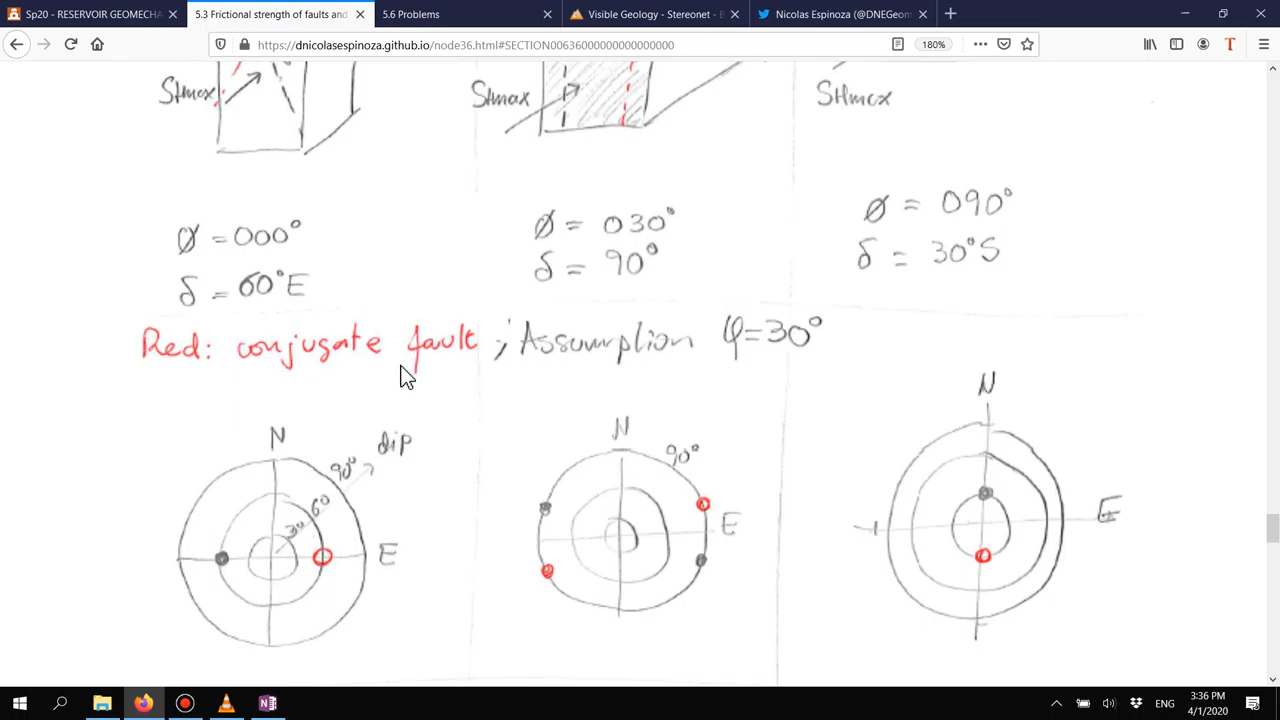 Sp20 - RESERVOIR GEOMECHA
5.3 Frictional strength of faults and
5.6 Problems
Visible Geology - Stereonet - B
Nicolas Espinoza (@DNEGeom
https://dnicolasespinoza.github.io/node36.html#SECTION00636000000000000000
180%
SHmax
SHmax
SHmax
ø = 000°
δ = 60°E
ø = 030°
δ = 90°
ø = 090°
δ = 30°S
Red: conjugate fault ; Assumption φ=30°
N
dip
90°
60
30
E
N
90°
E
N
E
ENG
3:36 PM
4/1/2020